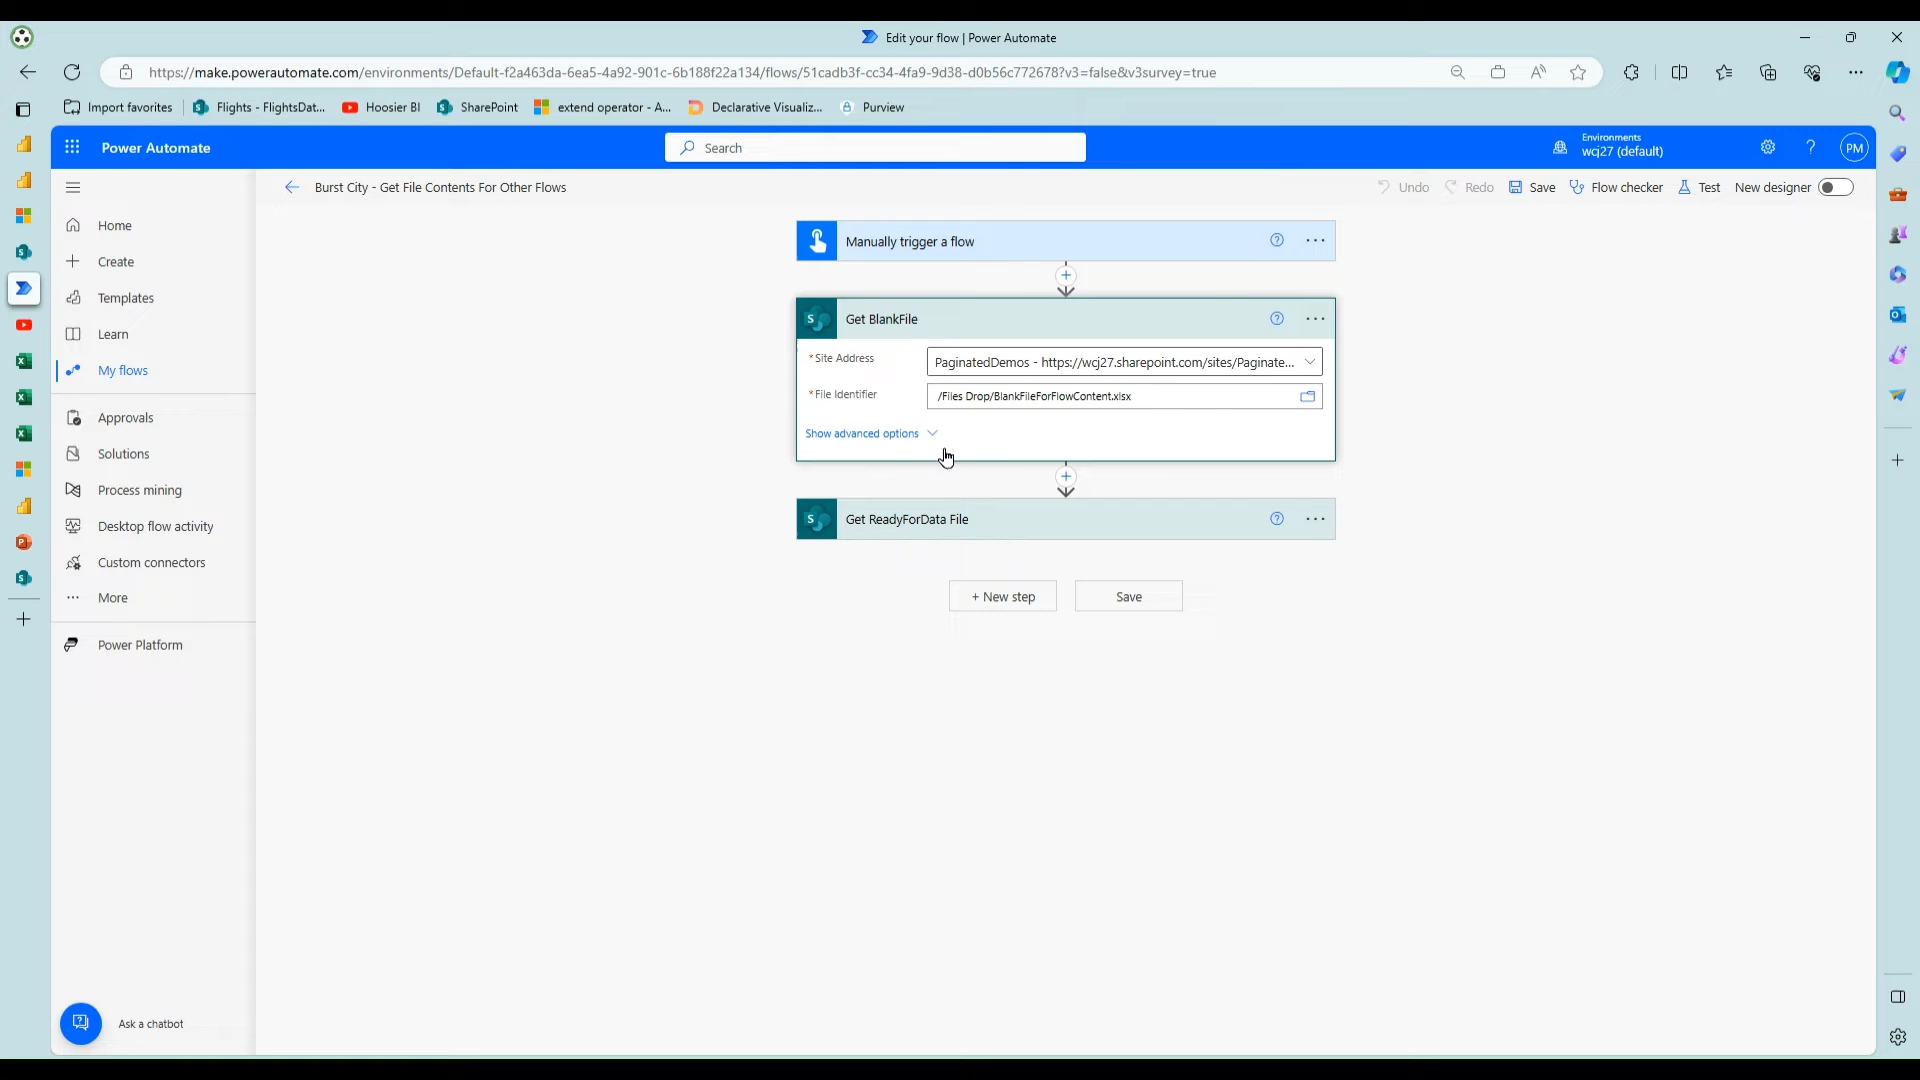 Edit your flow | Power Automate
https://make.powerautomate.com/environments/Default-f2a463da-6ea5-4a92-901c-6b188f22a134/flows/51cadb3f-cc34-4fa9-9d38-d0b56c772678?v3=false&v3survey=true
Import favorites
Flights - FlightsDat...
Hoosier BI
SharePoint
extend operator - A...
Declarative Visualiz...
Purview
Power Automate
Search
Environments
wcj27 (default)
PM
Burst City - Get File Contents For Other Flows
Undo
Redo
Save
Flow checker
Test
New designer
Home
Create
Templates
Learn
My flows
Approvals
Solutions
Process mining
Desktop flow activity
Custom connectors
More
Power Platform
Ask a chatbot
Manually trigger a flow
Get BlankFile
*Site Address
PaginatedDemos - https://wcj27.sharepoint.com/sites/Paginate...
*File Identifier
/Files Drop/BlankFileForFlowContent.xlsx
Show advanced options
Get ReadyForData File
+ New step
Save